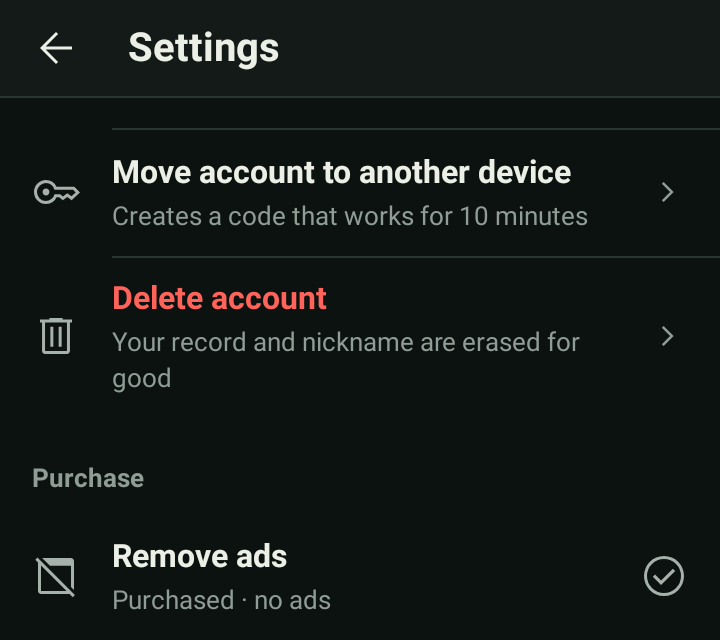 Settings
Move account to another device
Creates a code that works for 10 minutes
Delete account
Your record and nickname are erased for
good
Purchase
Remove ads
Purchased · no ads